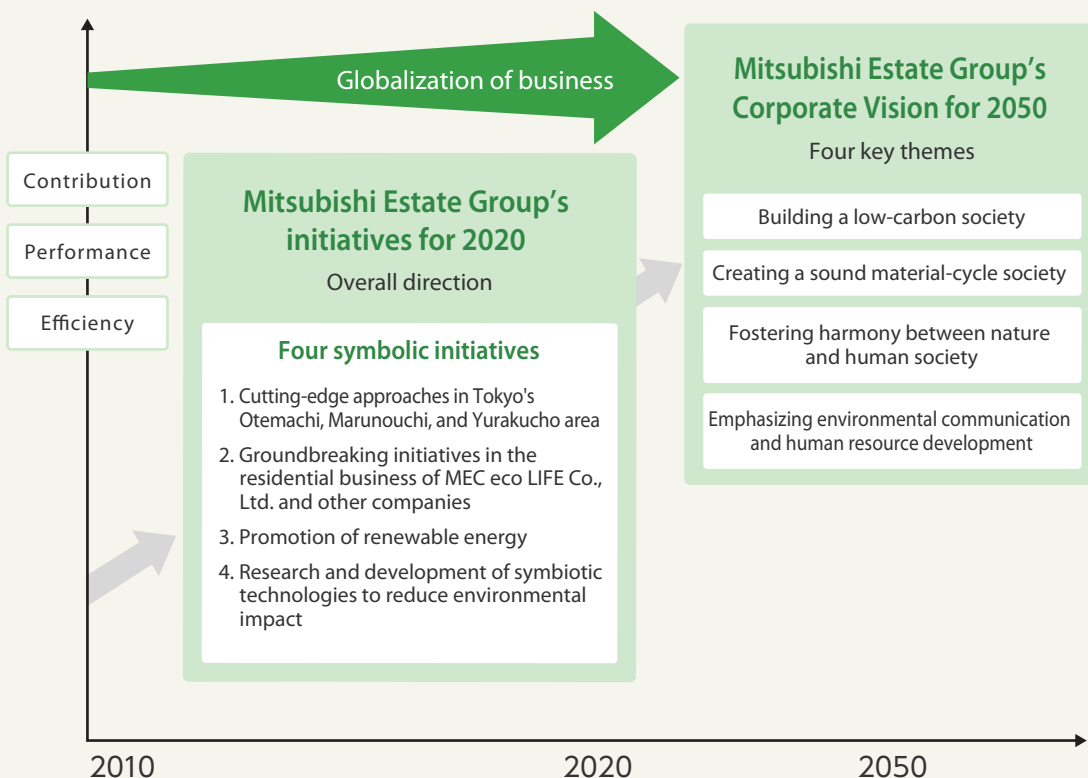 Globalization of business
Contribution
Performance
Efficiency
Mitsubishi Estate Group's
initiatives for 2020
Overall direction
Four symbolic initiatives
1. Cutting-edge approaches in Tokyo's
Otemachi, Marunouchi, and Yurakucho area
2. Groundbreaking initiatives in the
residential business of MEC eco LIFE Co.,
Ltd. and other companies
3. Promotion of renewable energy
4. Research and development of symbiotic
technologies to reduce environmental
impact
Mitsubishi Estate Group's
Corporate Vision for 2050
Four key themes
Building a low-carbon society
Creating a sound material-cycle society
Fostering harmony between nature
and human society
Emphasizing environmental communication
and human resource development
2010
2020
2050